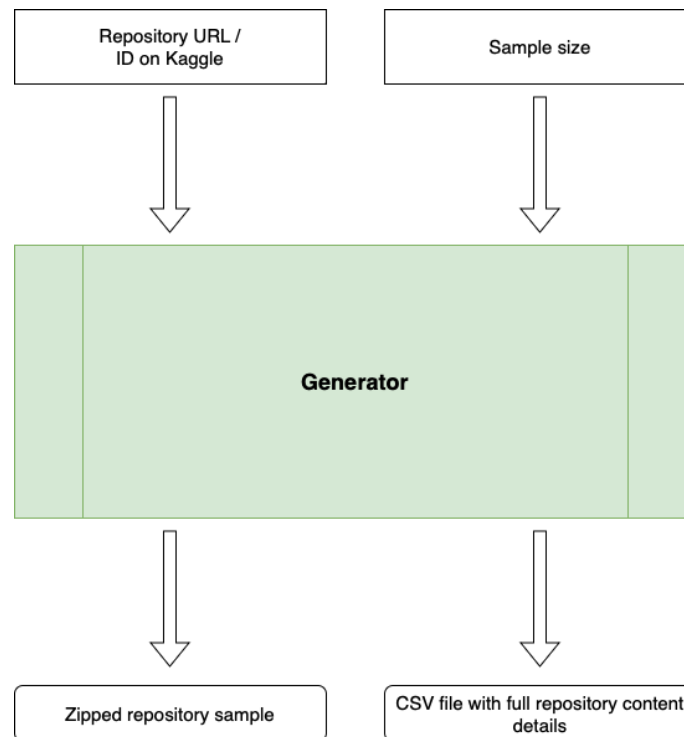 Repository URL /
ID on Kaggle
Sample size
Generator
Zipped repository sample
CSV file with full repository content
details